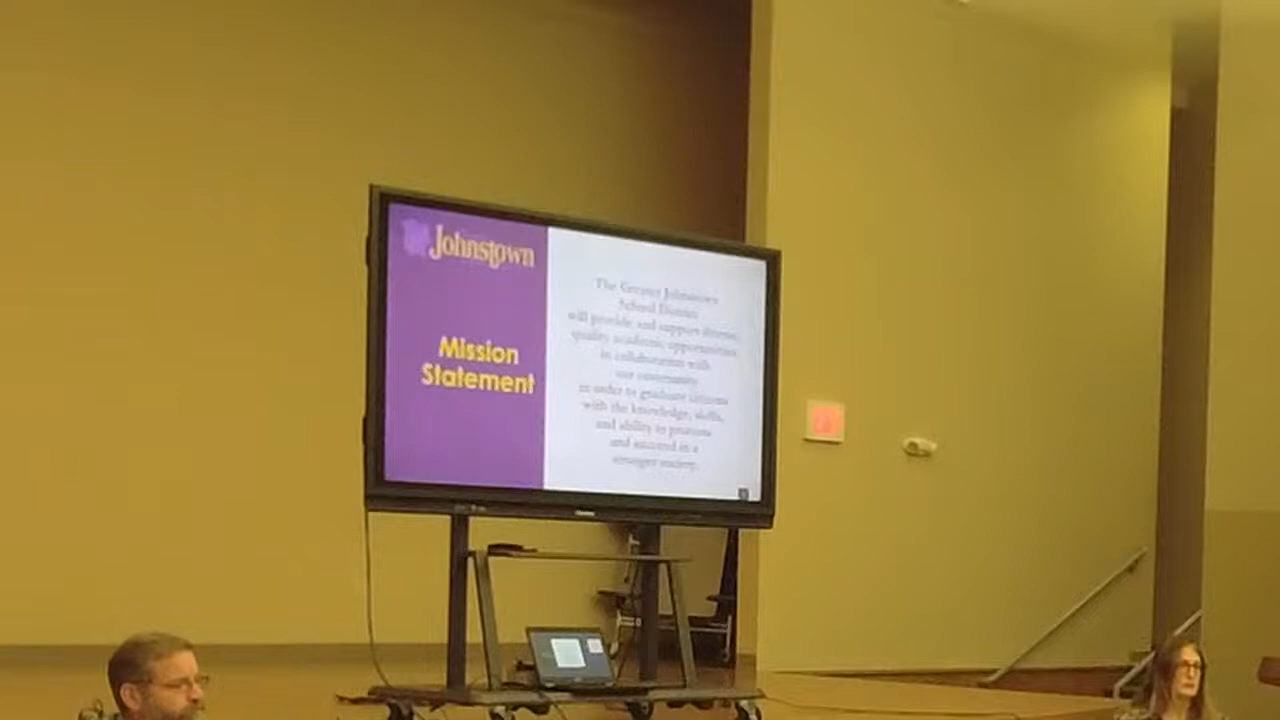 Johnstown
Mission
Statement
The Greater Johnstown
School District
will provide and support diverse,
quality academic opportunities
in collaboration with
our community
in order to graduate citizens
with the knowledge, skills,
and ability to promote
and succeed in a
stronger society.